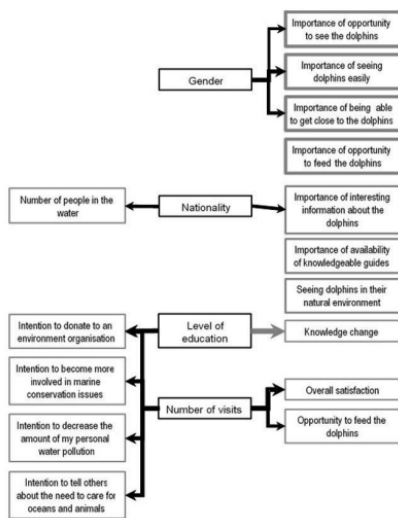 Importance of opportunity
to see the dolphins
Gender
Importance of seeing
dolphins easily
Importance of being able
to get close to the dolphins
Importance of opportunity
to feed the dolphins
Number of people in the
water
Nationality
Importance of interesting
information about the
dolphins
Importance of availability
of knowledgeable guides
Seeing dolphins in their
natural environment
Intention to donate to an
environment organisation
Level of
education
Knowledge change
Intention to become more
involved in marine
conservation issues
Number of visits
Overall satisfaction
Intention to decrease the
amount of my personal
water pollution
Opportunity to feed the
dolphins
Intention to tell others
about the need to care for
oceans and animals